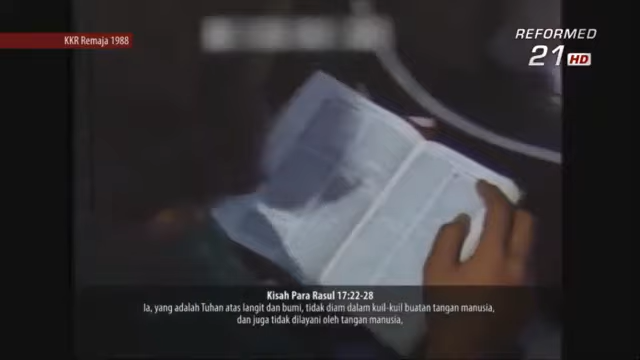 KKR Remaja 1988
REFORMED
21 HD
Kisah Para Rasul 17:22-28
Ia, yang adalah Tuhan atas langit dan bumi, tidak diam dalam kuil-kuil buatan tangan manusia,
dan juga tidak dilayani oleh tangan manusia,